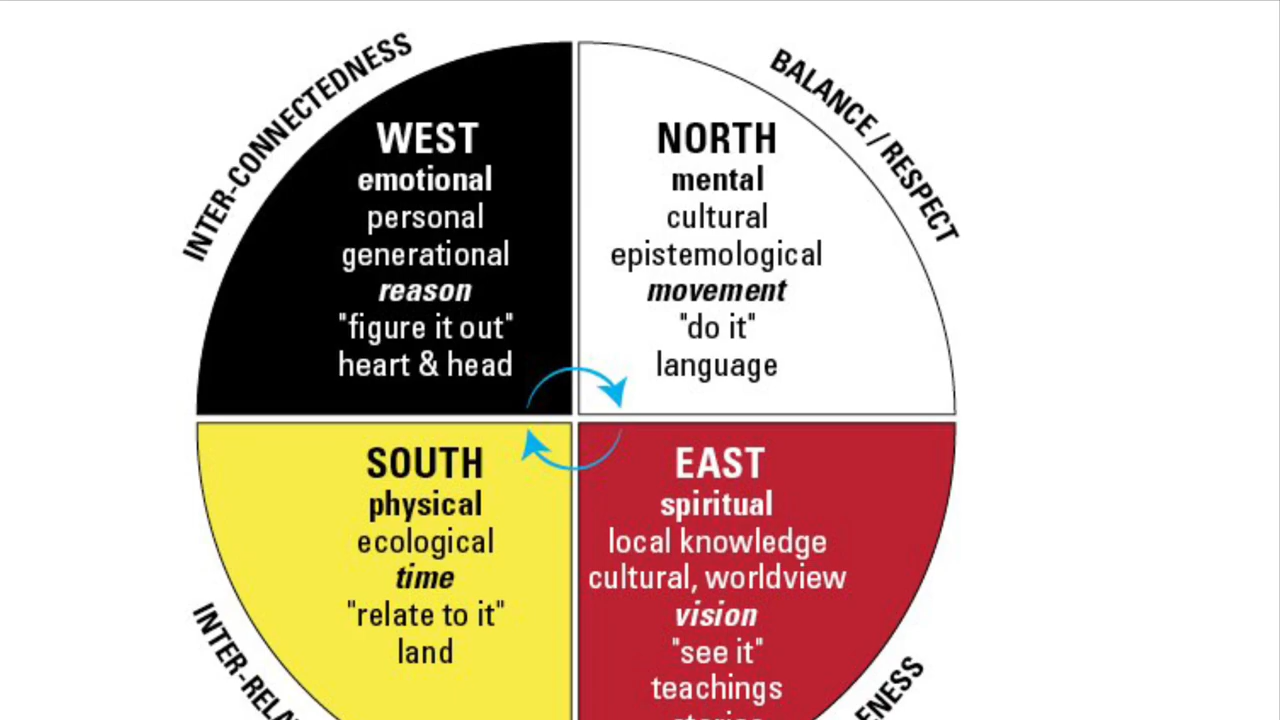 INTER-CONNECTEDNESS
BALANCE / RESPECT
WEST
emotional
personal
generational
reason
"figure it out"
heart & head
NORTH
mental
cultural
epistemological
movement
"do it"
language
SOUTH
physical
ecological
time
"relate to it"
land
EAST
spiritual
local knowledge
cultural, worldview
vision
"see it"
teachings